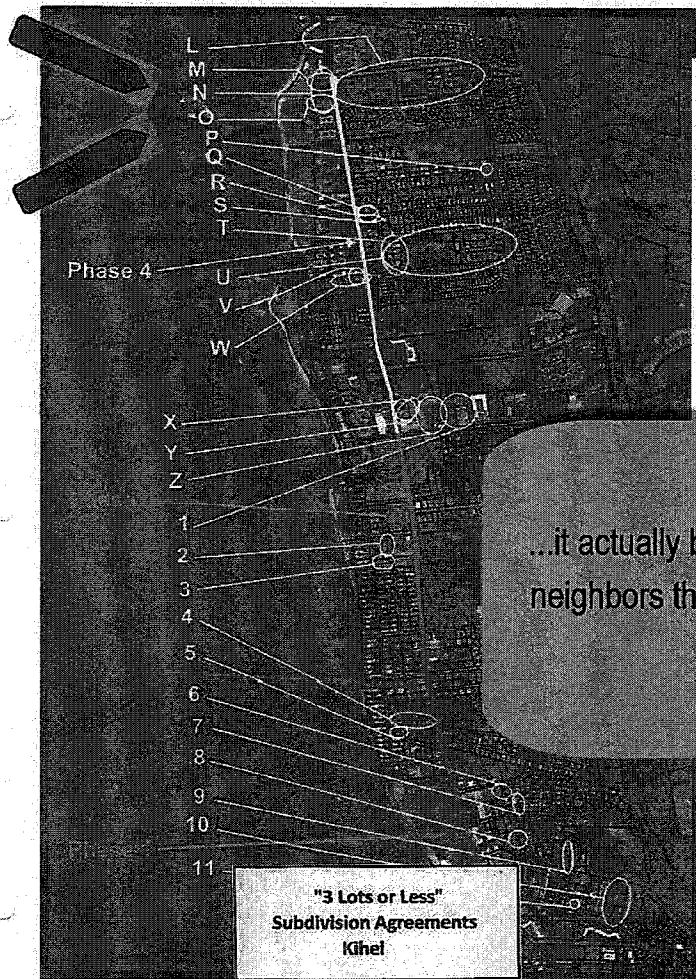 L
M
N
O
P
Q
R
S
T
Phase 4
U
V
W
X
Y
Z
1
2
3
4
5
6
7
8
9
10
11
...it actually
neighbors
"3 Lots or Less"
Subdivision Agreements
Kihei